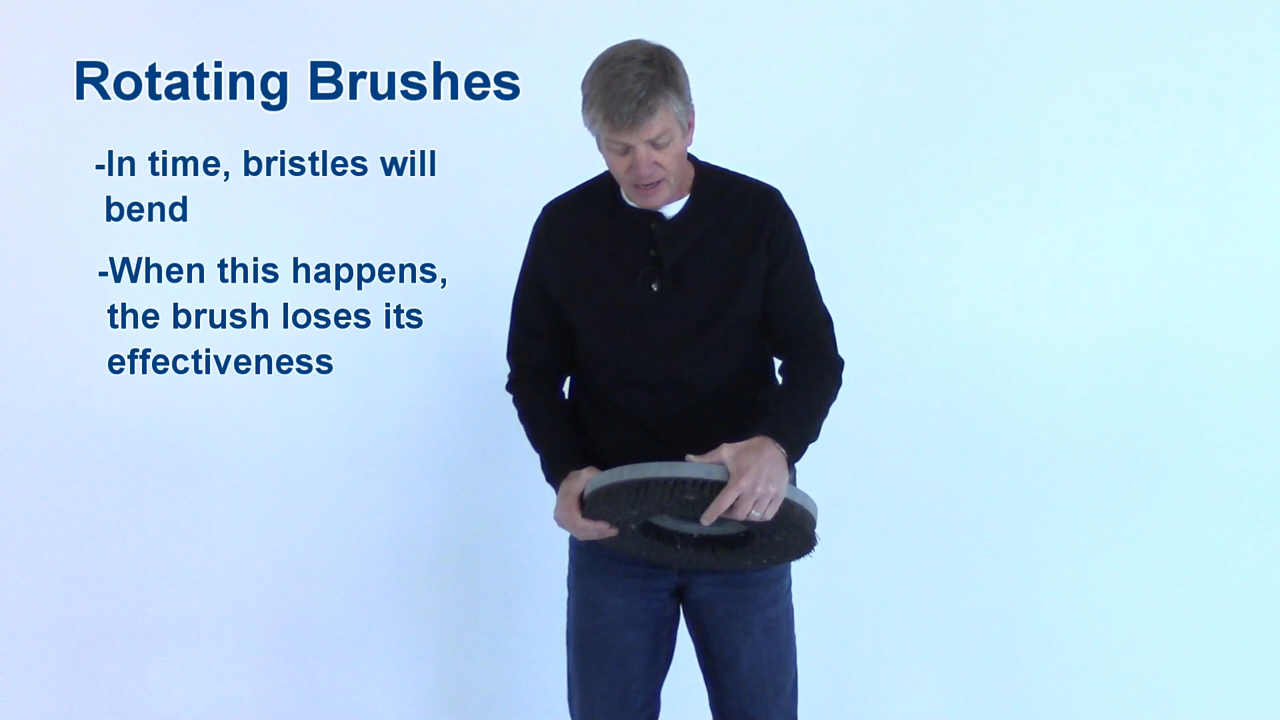 Rotating Brushes
-In time, bristles will
bend
-When this happens,
the brush loses its
effectiveness